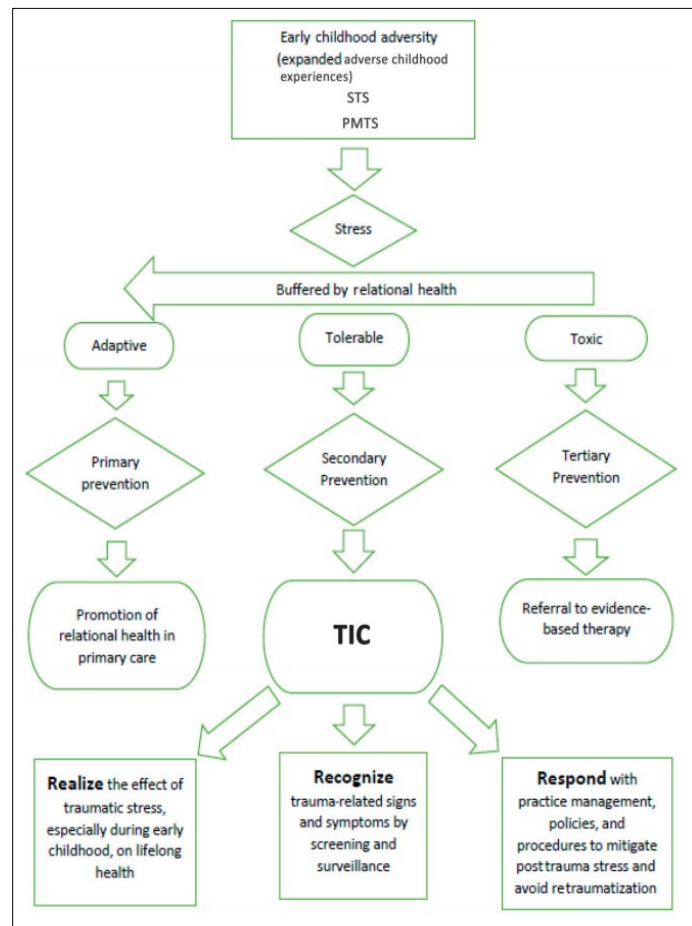 Early childhood adversity
(expanded adverse childhood
experiences)
STS
PMTS
Stress
Buffered by relational health
Adaptive
Tolerable
Toxic
Primary
prevention
Secondary
Prevention
Tertiary
Prevention
Promotion of
relational health in
primary care
TIC
Referral to evidence-
based therapy
Realize the effect of
traumatic stress,
especially during early
childhood, on lifelong
health
Recognize
trauma-related signs
and symptoms by
screening and
surveillance
Respond with
practice management,
policies, and
procedures to mitigate
posttrauma stress and
avoid retraumatization